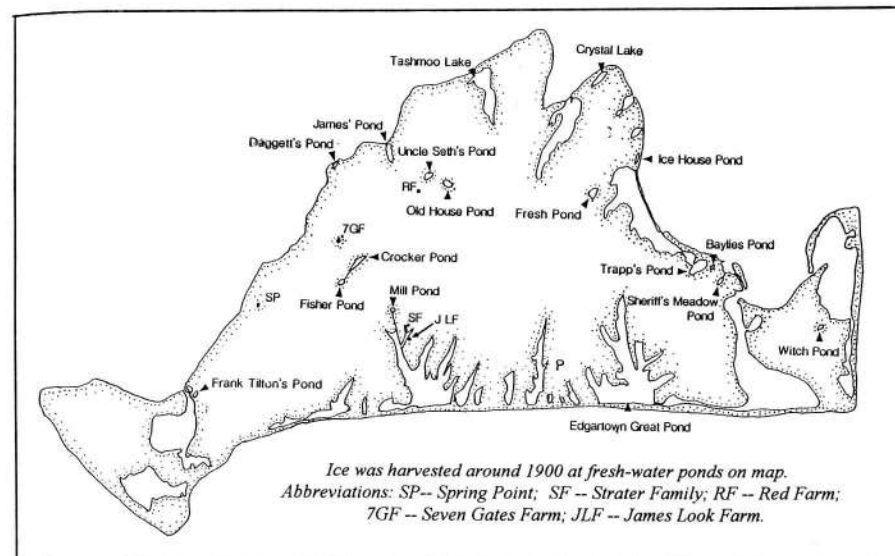 Crystal Lake
Tashmoo Lake
James' Pond
Daggett's Pond
Uncle Seth's Pond
Ice House Pond
RF
Old House Pond
Fresh Pond
7GF
Baylies Pond
Crocker Pond
Trapp's Pond
Fisher Pond
Mill Pond
Sheriff's Meadow
Pond
SP
SF
JLF
Witch Pond
P
Frank Tilton's Pond
Edgartown Great Pond
Ice was harvested around 1900 at fresh-water ponds on map.
Abbreviations: SP-- Spring Point; SF -- Strater Family; RF -- Red Farm;
7GF -- Seven Gates Farm; JLF -- James Look Farm.